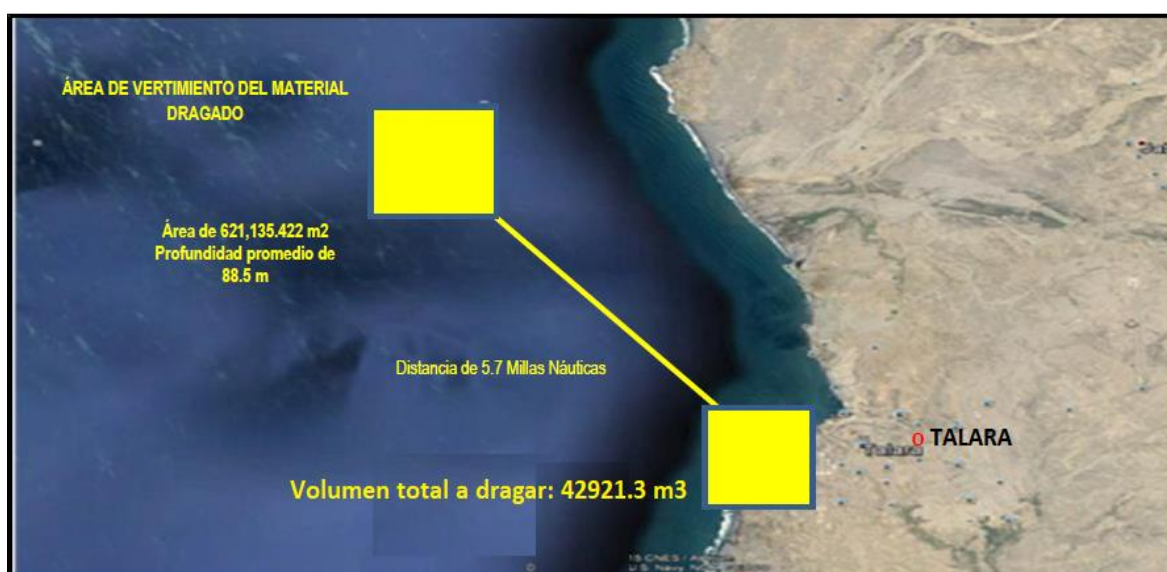 ÁREA DE VERTIMIENTO DEL MATERIAL
DRAGADO
Área de 621,135.422 m2
Profundidad promedio de
88.5 m
Distancia de 5.7 Millas Náuticas
TALARA
Talara
Volumen total a dragar: 42921.3 m3